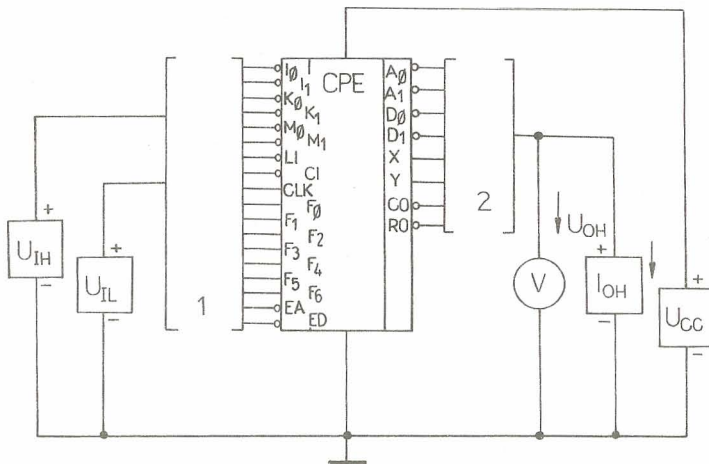 CPE
I0 I
I1
K0
K1
M0
M1
LI
CI
CLK
F0
F1
F2
F3
F4
F5
F6
EA
ED
A0
A1
D0
D1
X
Y
CO
RO
1
2
+
UIH
−
+
UIL
−
V
UOH
+
IOH
−
+
UCC
−